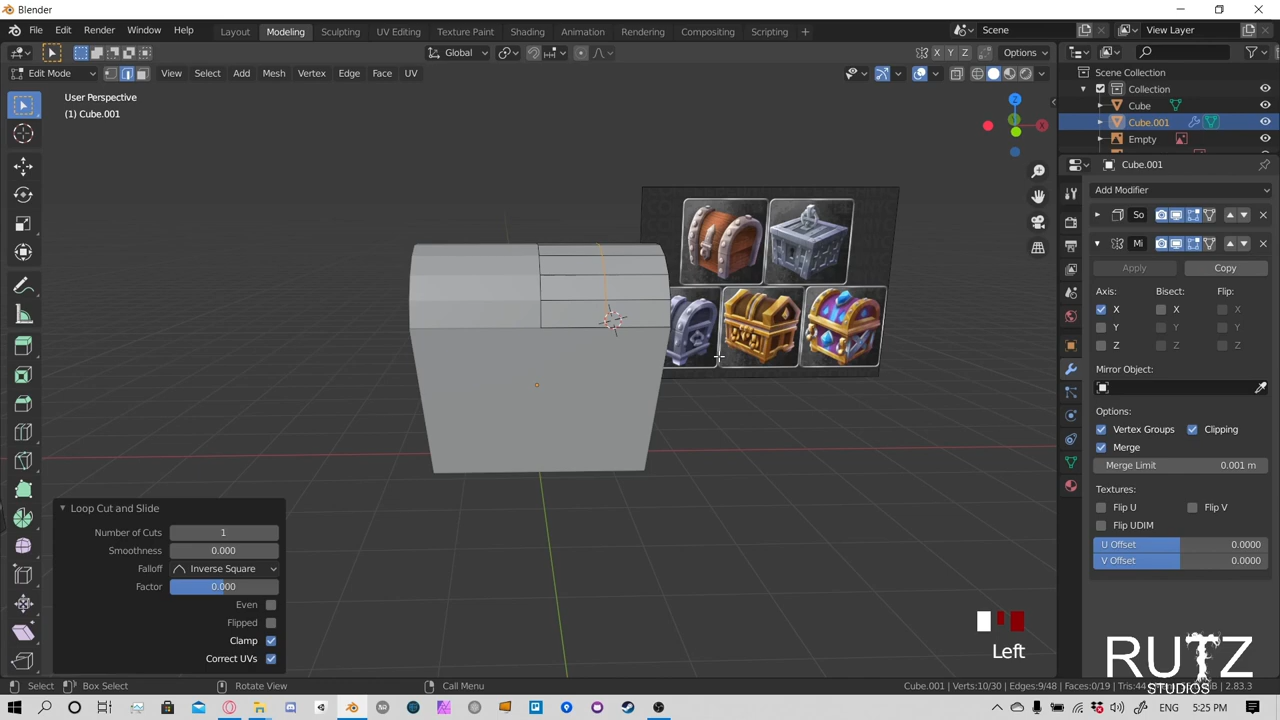 Blender
File Edit Render Window Help Layout Modeling Sculpting UV Editing Texture Paint Shading Animation Rendering Compositing Scripting Scene View Layer
Global X Y Z Options
Edit Mode View Select Add Mesh Vertex Edge Face UV
User Perspective
(1) Cube.001
Z
X
Scene Collection
Collection
Cube
Cube.001
Empty
Cube.001
Add Modifier
So
Mi
Apply Copy
Axis: Bisect: Flip:
X X X
Y Y Y
Z Z Z
Mirror Object:
Options:
Vertex Groups Clipping
Merge
Merge Limit 0.001 m
Textures:
Flip U Flip V
Flip UDIM
U Offset 0.0000
V Offset 0.0000
Loop Cut and Slide
Number of Cuts 1
Smoothness 0.000
Falloff Inverse Square
Factor 0.000
Even
Flipped
Clamp
Correct UVs
Left
RUTZ
STUDIOS
Select Box Select Rotate View Call Menu Cube.001 | Verts:10/30 | Edges:9/48 | Faces:0/19 | Tris:44 | 2.83.3
5:25 PM